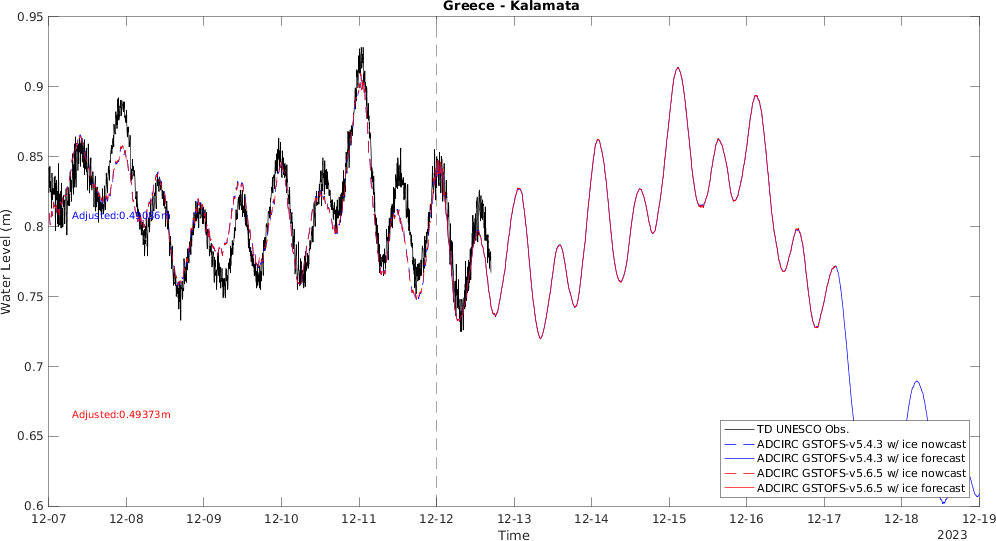 Greece - Kalamata
0.95
0.9
0.85
0.8
0.75
0.7
0.65
0.6
Water Level (m)
Adjusted:0.49086m
Adjusted:0.49373m
TD UNESCO Obs.
ADCIRC GSTOFS-v5.4.3 w/ ice nowcast
ADCIRC GSTOFS-v5.4.3 w/ ice forecast
ADCIRC GSTOFS-v5.6.5 w/ ice nowcast
ADCIRC GSTOFS-v5.6.5 w/ ice forecast
12-07 12-08 12-09 12-10 12-11 12-12 12-13 12-14 12-15 12-16 12-17 12-18 12-19
Time
2023